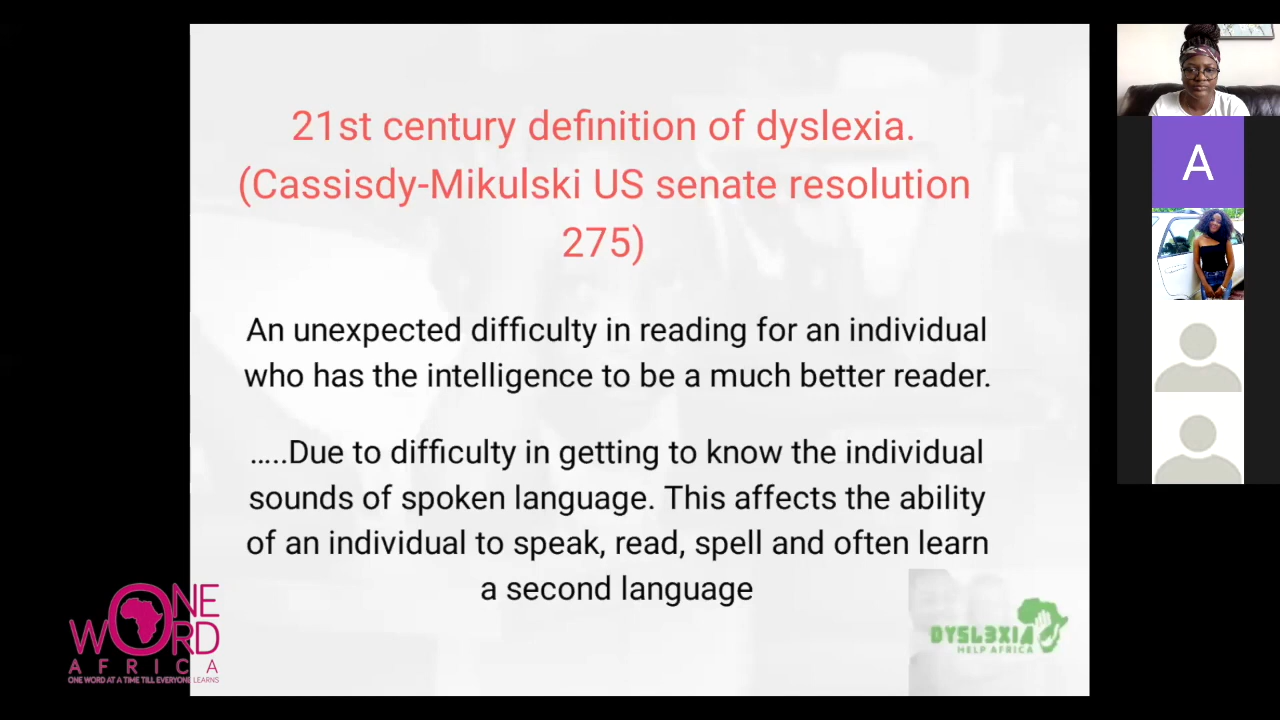 21st century definition of dyslexia.
(Cassisdy-Mikulski US senate resolution
275)
An unexpected difficulty in reading for an individual
who has the intelligence to be a much better reader.
.....Due to difficulty in getting to know the individual
sounds of spoken language. This affects the ability
of an individual to speak, read, spell and often learn
a second language
ONE
WORD
AFRICA
ONE WORD AT A TIME TILL EVERYONE LEARNS
DYSL3XIA
HELP AFRICA
A